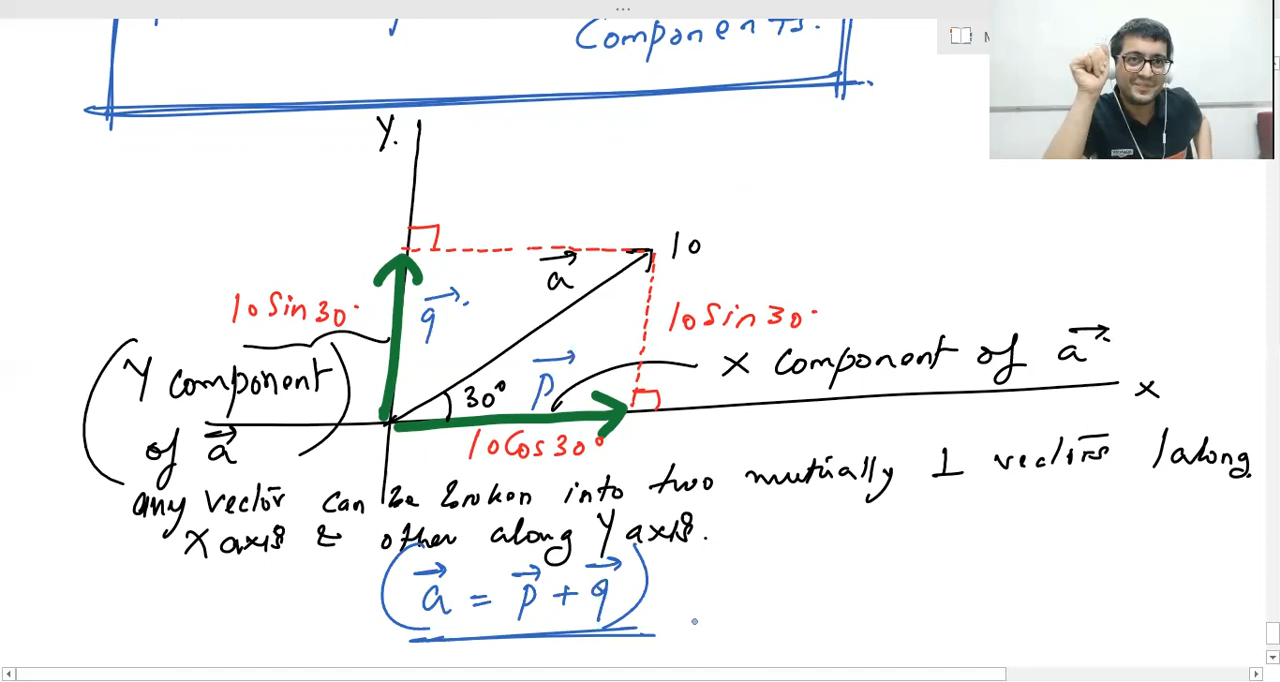 Components.
Y.
10
a
10 Sin 30°
q
10 Sin 30°
X component of a
Y component
of a
30°
p
X
10 Cos 30°
any vector can be broken into two mutually ⊥ vectors 1 along
X axis & other along Y axis.
a = p + q